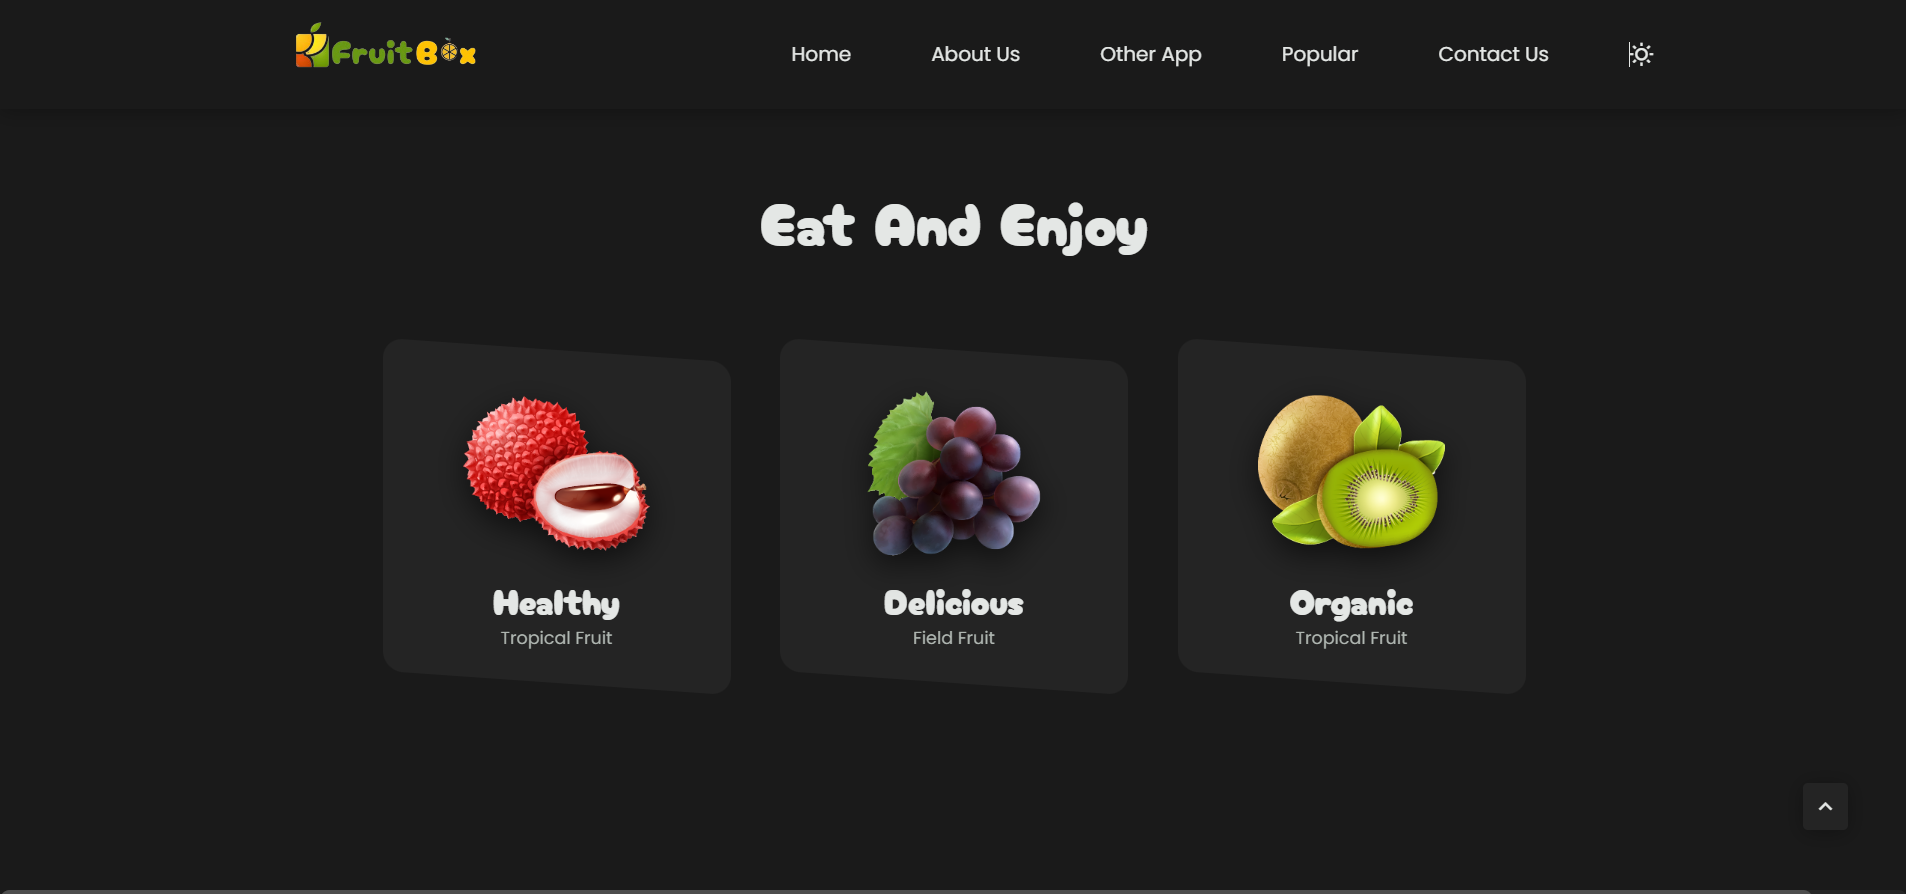 FruitBox
Home About Us Other App Popular Contact Us
Eat And Enjoy
Healthy
Tropical Fruit
Delicious
Field Fruit
Organic
Tropical Fruit